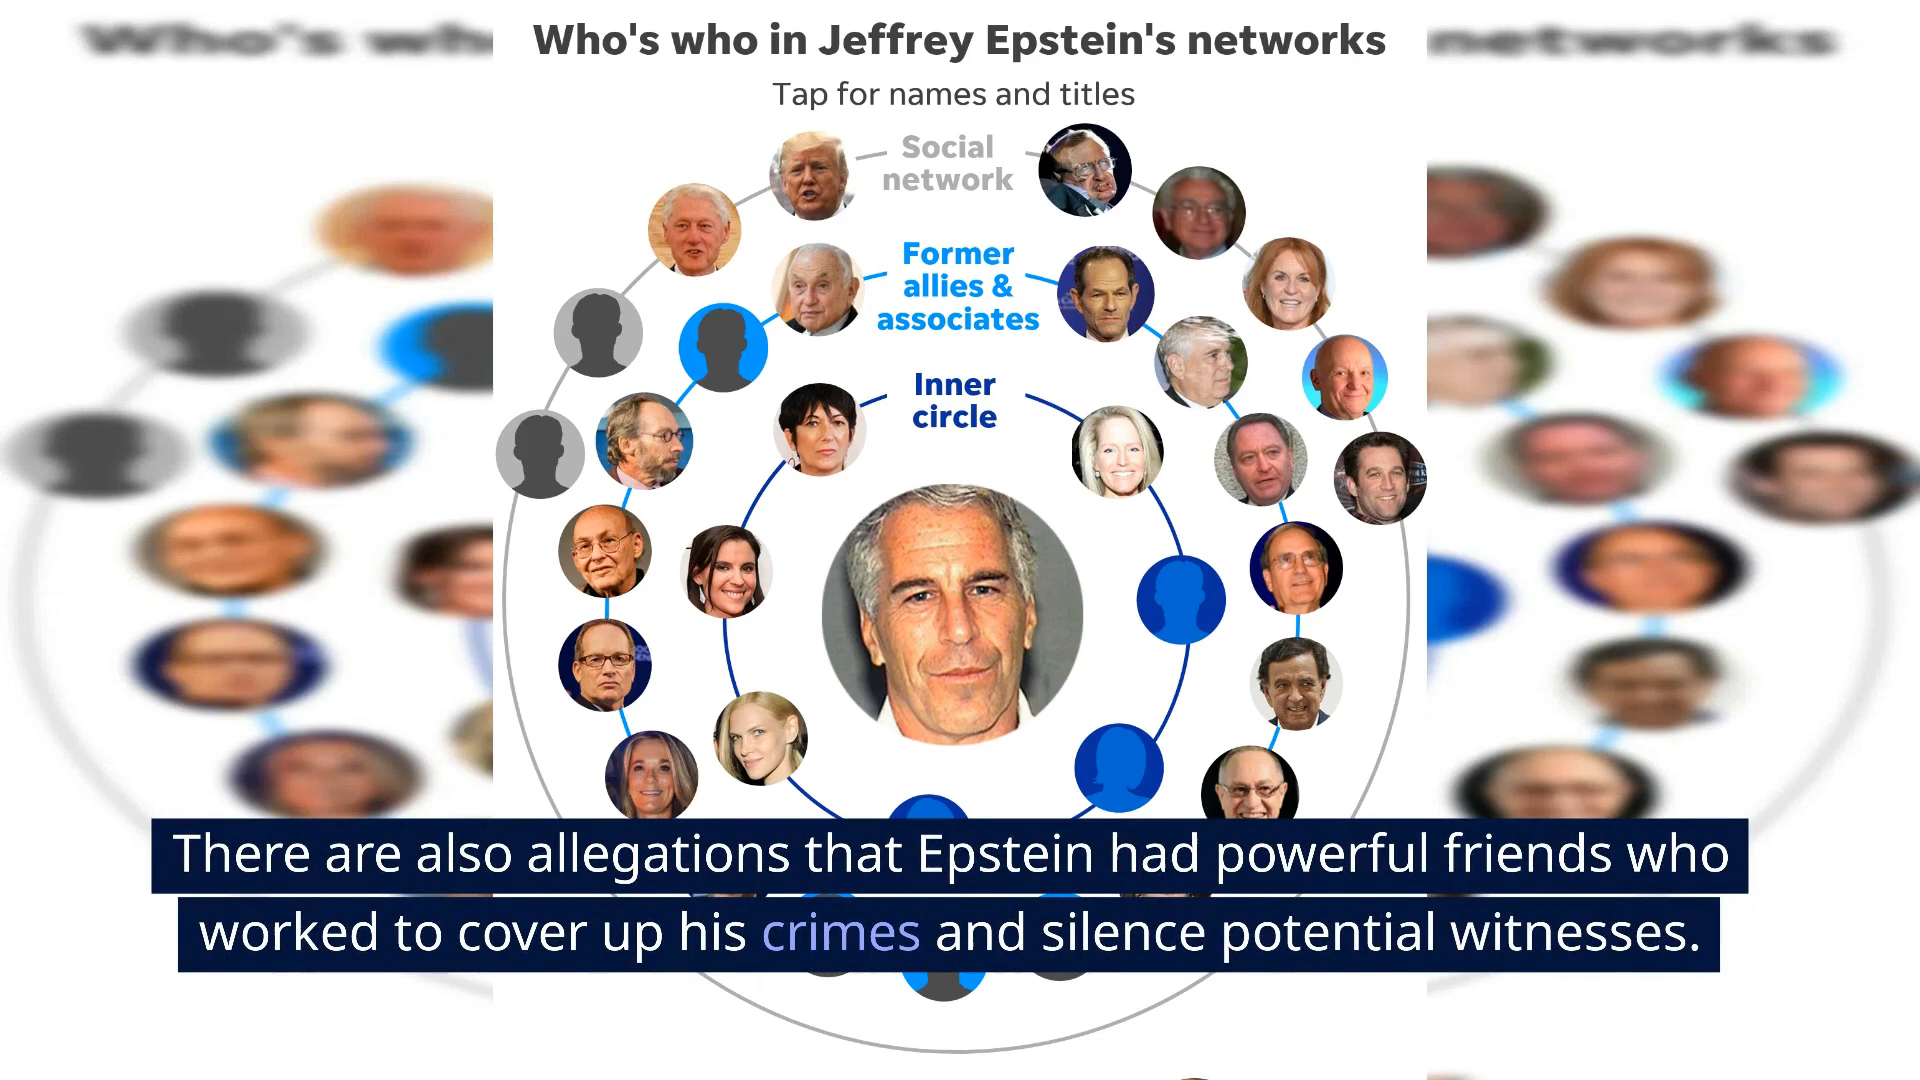 Who's who in Jeffrey Epstein's networks
Tap for names and titles
Social
network
Former
allies &
associates
Inner
circle
There are also allegations that Epstein had powerful friends who
worked to cover up his crimes and silence potential witnesses.